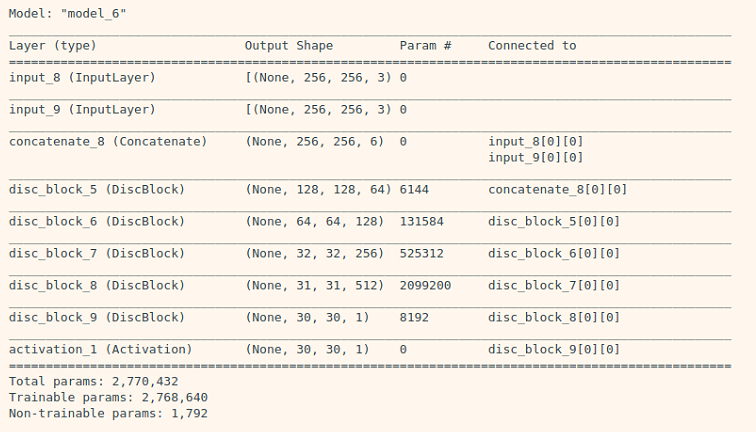 Model: "model_6"
Layer (type) Output Shape Param # Connected to
input_8 (InputLayer) [(None, 256, 256, 3) 0
input_9 (InputLayer) [(None, 256, 256, 3) 0
concatenate_8 (Concatenate) (None, 256, 256, 6) 0 input_8[0][0]
input_9[0][0]
disc_block_5 (DiscBlock) (None, 128, 128, 64) 6144 concatenate_8[0][0]
disc_block_6 (DiscBlock) (None, 64, 64, 128) 131584 disc_block_5[0][0]
disc_block_7 (DiscBlock) (None, 32, 32, 256) 525312 disc_block_6[0][0]
disc_block_8 (DiscBlock) (None, 31, 31, 512) 2099200 disc_block_7[0][0]
disc_block_9 (DiscBlock) (None, 30, 30, 1) 8192 disc_block_8[0][0]
activation_1 (Activation) (None, 30, 30, 1) 0 disc_block_9[0][0]
Total params: 2,770,432
Trainable params: 2,768,640
Non-trainable params: 1,792